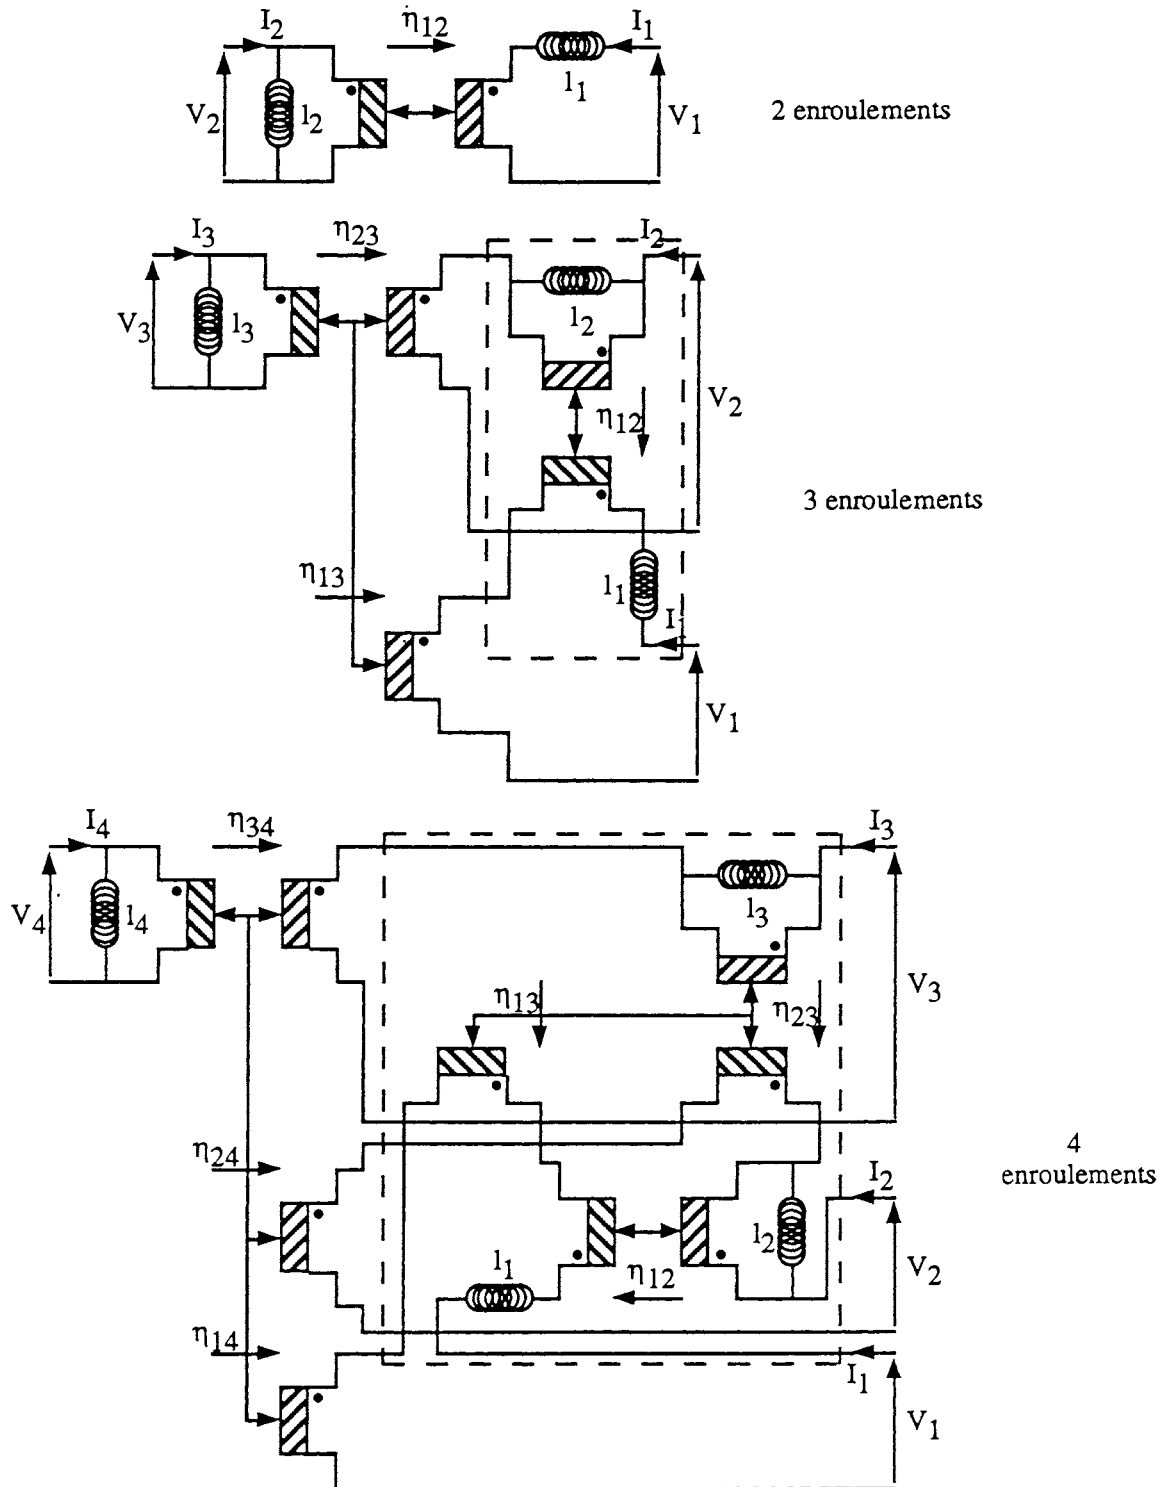 I2 η12 I1
V2 l2 l1 V1
2 enroulements
I3 η23 I2
V3 l3 l2
η12 V2
3 enroulements
η13 l1
I
V1
I4 η34 I3
V4 l4 l3
η13 η23 V3
η24
4
enroulements
I2
l1 l2
η12 V2
η14
I1
V1